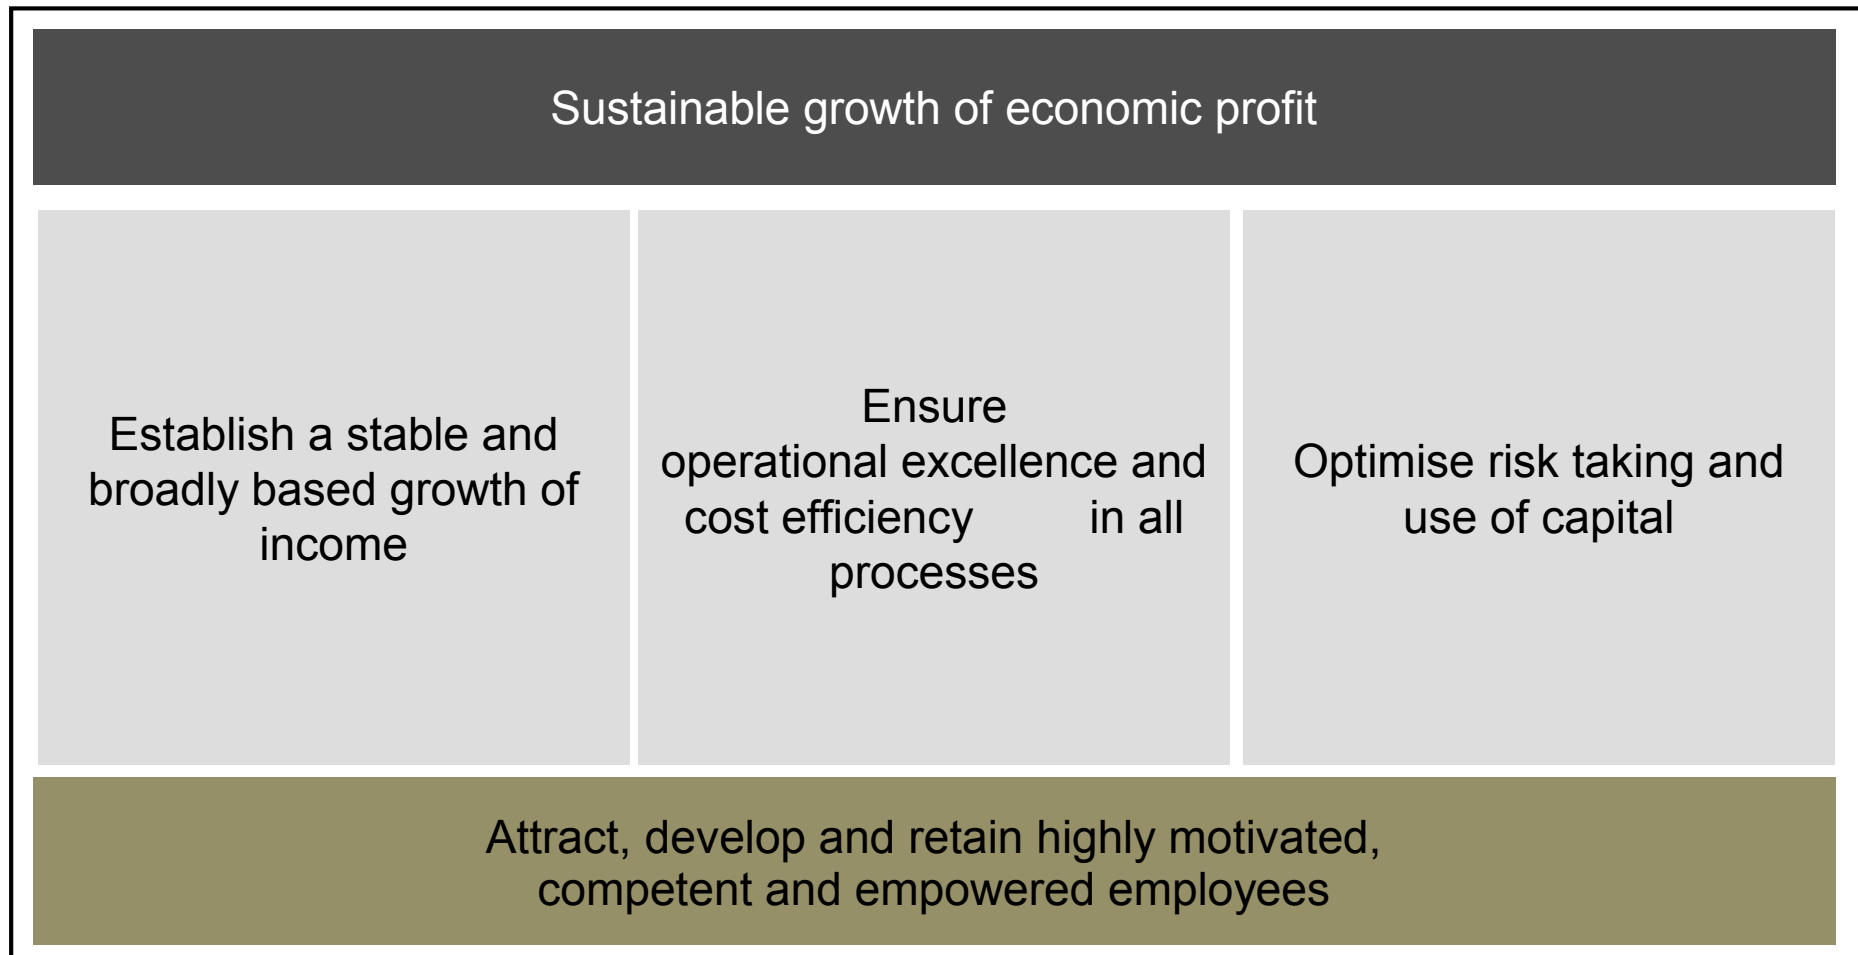 Sustainable growth of economic profit
Establish a stable and
broadly based growth of
income
Ensure
operational excellence and
cost efficiency in all
processes
Optimise risk taking and
use of capital
Attract, develop and retain highly motivated,
competent and empowered employees